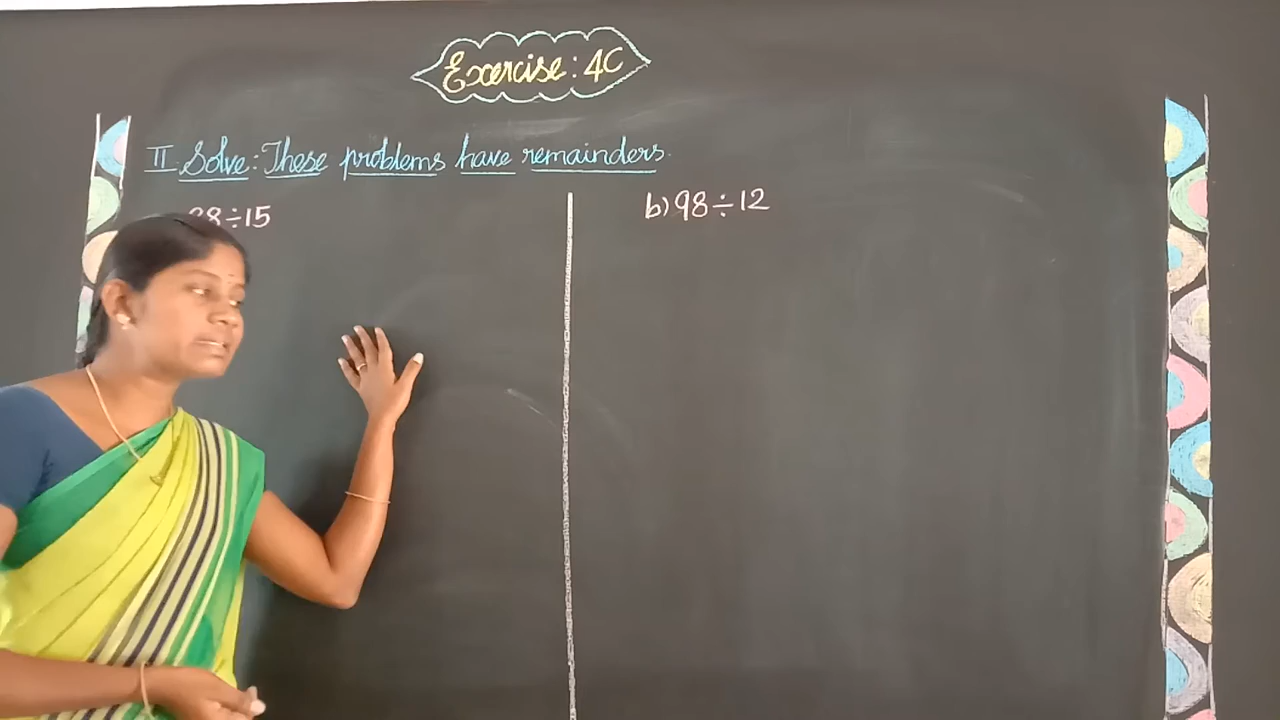 Exercise: 4C
II. Solve: These problems have remainders.
÷15
b) 98÷12